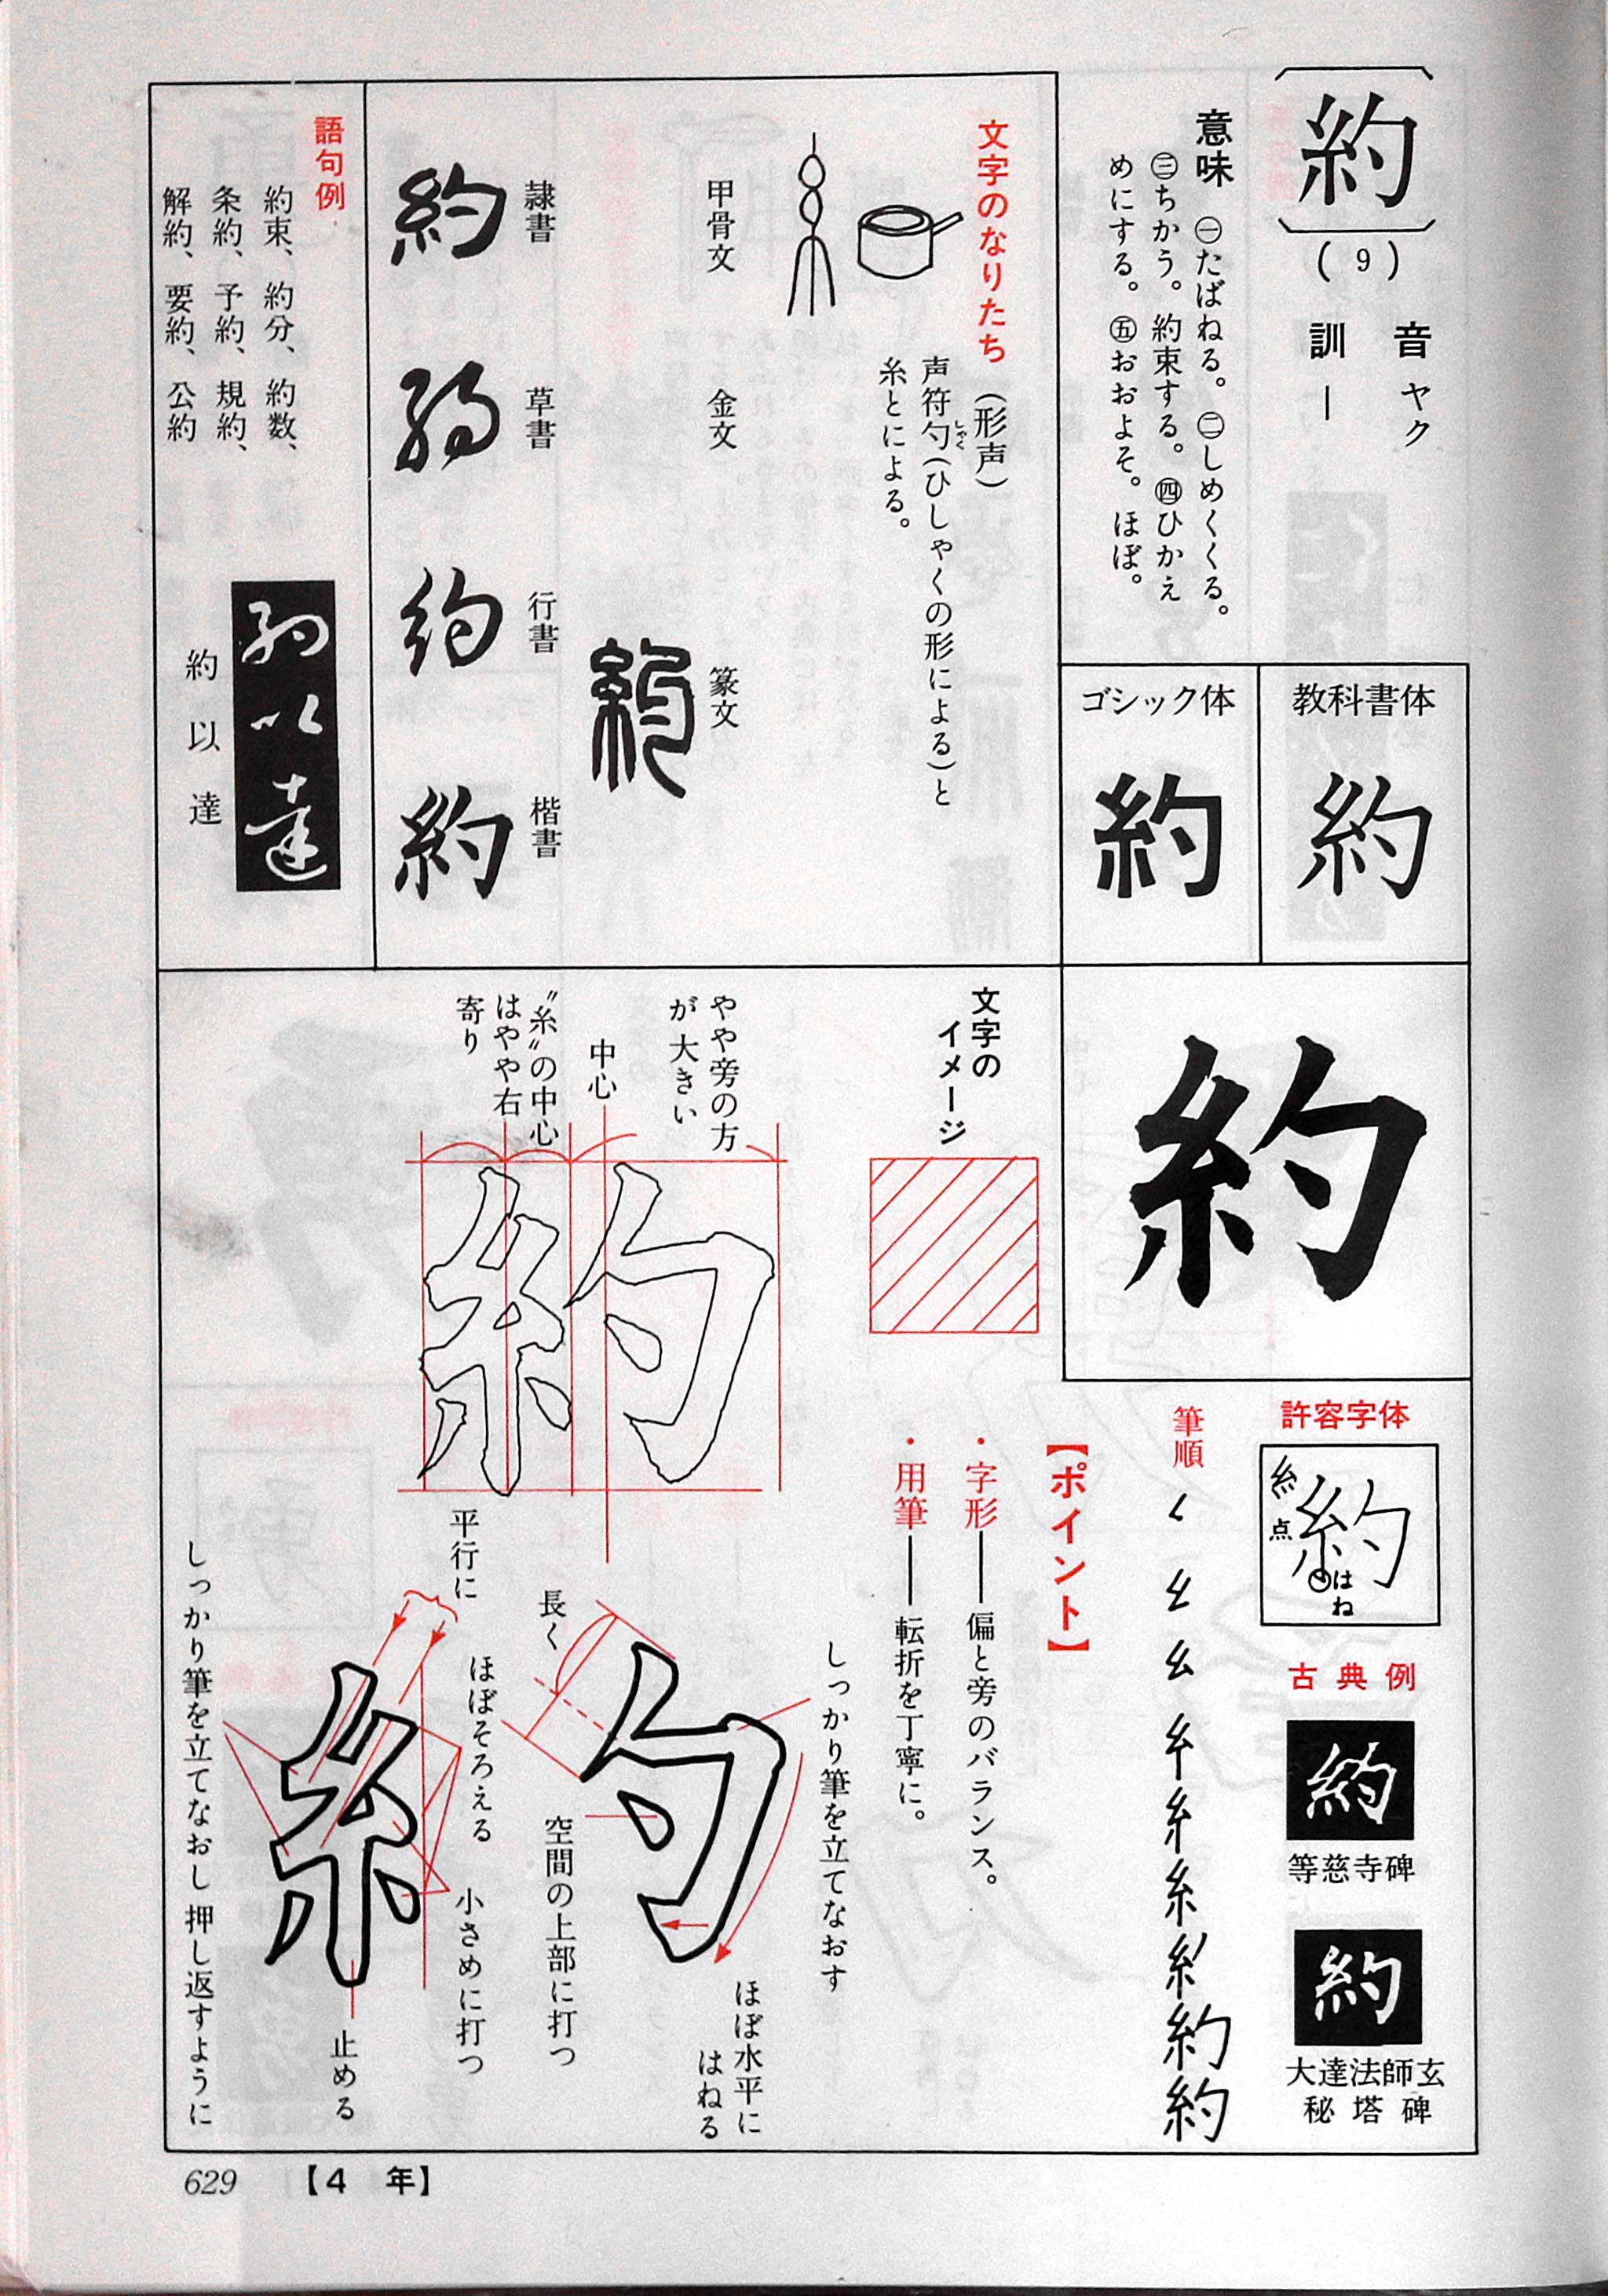 約
(9)
音 ヤク
訓 ー
意味 ㊀たばねる。㊁しめくくる。
㊂ちかう。約束する。㊃ひかえ
めにする。㊄おおよそ。ほぼ。
教科書体
約
ゴシック体
約
文字のなりたち
(形声)
声符勺(ひしゃくの形による)と
しゃく
糸とによる。
甲骨文
金文
篆文
約
隷書
約
草書
約
行書
約
楷書
約
語句例
約束、約分、約数、
条約、予約、規約、
解約、要約、公約
約以達
約以達
約
許容字体
約
糸
点
はね
古典例
約
等慈寺碑
約
大達法師玄
秘塔碑
筆順
約
約
【ポイント】
・字形──偏と旁のバランス。
・用筆──転折を丁寧に。
文字の
イメージ
やや旁の方
が大きい
中心
〝糸〟の中心
はやや右
寄り
約
しっかり筆を立てなおす
ほぼ水平に
はねる
長く
空間の上部に打つ
勺
平行に
ほぼそろえる
小さめに打つ
糸
止める
しっかり筆を立てなおし押し返すように
629
【4 年】